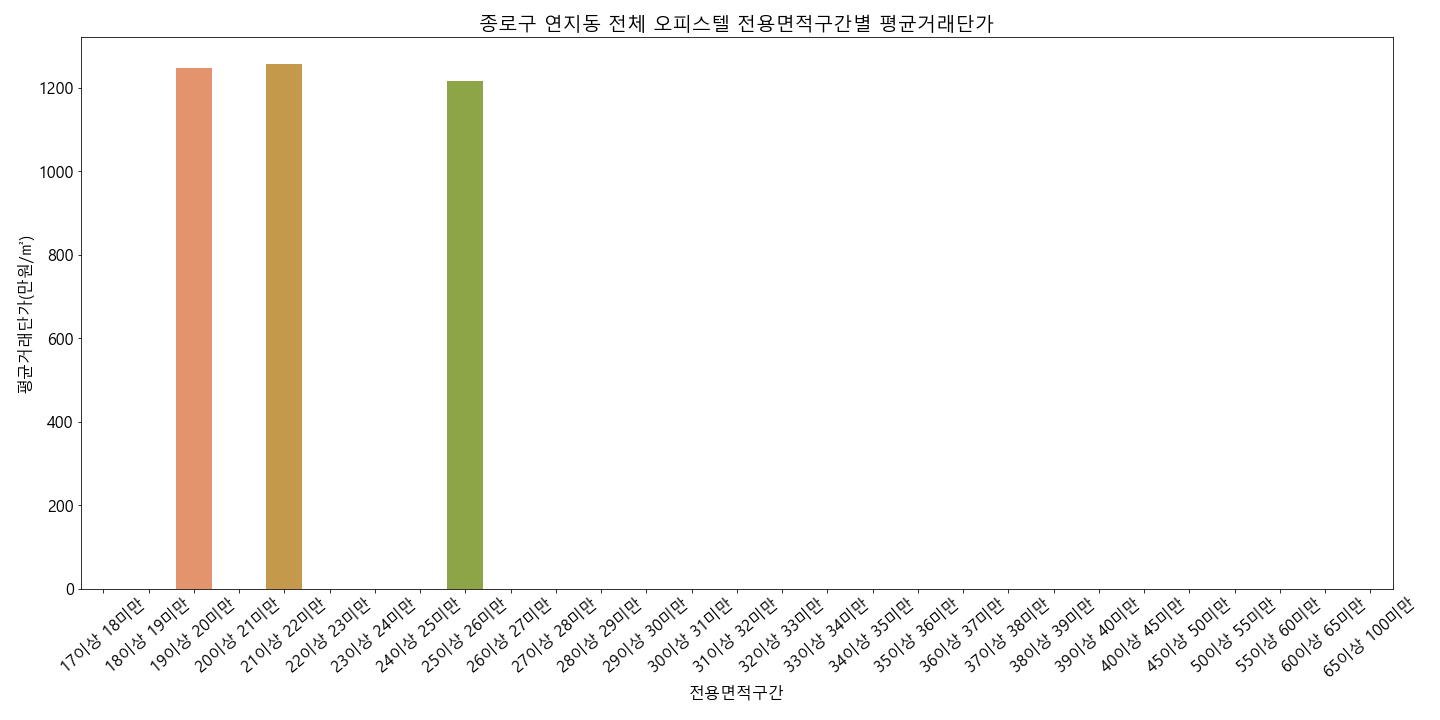 종로구 연지동 전체 오피스텔 전용면적구간별 평균거래단가
평균거래단가(만원/㎡)
1200
1000
800
600
400
200
0
17이상 18미만
18이상 19미만
19이상 20미만
20이상 21미만
21이상 22미만
22이상 23미만
23이상 24미만
24이상 25미만
25이상 26미만
26이상 27미만
27이상 28미만
28이상 29미만
29이상 30미만
30이상 31미만
31이상 32미만
32이상 33미만
33이상 34미만
34이상 35미만
35이상 36미만
36이상 37미만
37이상 38미만
38이상 39미만
39이상 40미만
40이상 45미만
45이상 50미만
50이상 55미만
55이상 60미만
60이상 65미만
65이상 100미만
전용면적구간